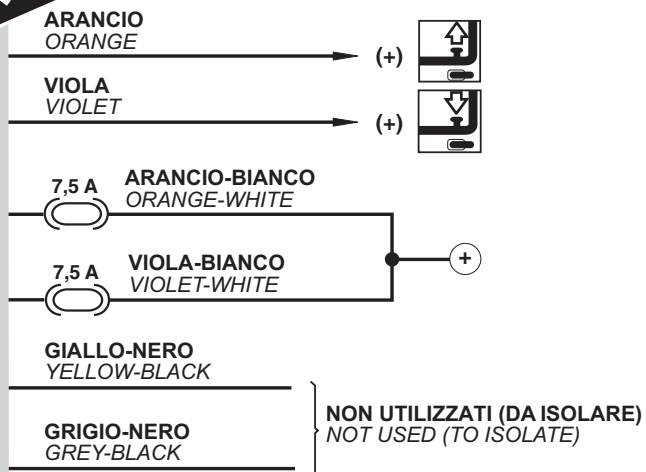 ARANCIO
ORANGE
(+)
VIOLA
VIOLET
(+)
7,5 A
ARANCIO-BIANCO
ORANGE-WHITE
+
7,5 A
VIOLA-BIANCO
VIOLET-WHITE
GIALLO-NERO
YELLOW-BLACK
NON UTILIZZATI (DA ISOLARE)
NOT USED (TO ISOLATE)
GRIGIO-NERO
GREY-BLACK